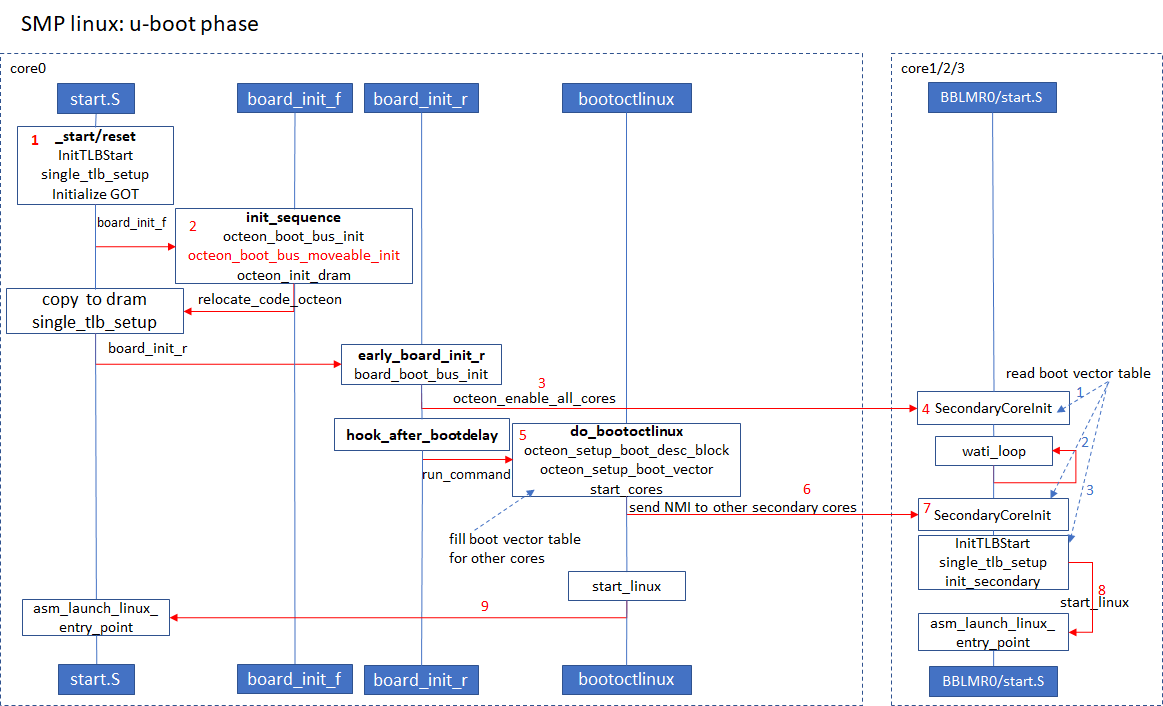 SMP linux: u-boot phase
core0
core1/2/3
start.S
board_init_f
board_init_r
bootoctlinux
BBLMR0/start.S
1
_start/reset
InitTLBStart
single_tlb_setup
Initialize GOT
board_init_f
2
init_sequence
octeon_boot_bus_init
octeon_boot_bus_moveable_init
octeon_init_dram
relocate_code_octeon
copy to dram
single_tlb_setup
board_init_r
early_board_init_r
board_boot_bus_init
3
octeon_enable_all_cores
read boot vector table
1
4
SecondaryCoreInit
hook_after_bootdelay
run_command
5
do_bootoctlinux
octeon_setup_boot_desc_block
octeon_setup_boot_vector
start_cores
2
wati_loop
3
6
send NMI to other secondary cores
7
SecondaryCoreInit
fill boot vector table
for other cores
InitTLBStart
single_tlb_setup
init_secondary
start_linux
8
start_linux
9
asm_launch_linux_
entry_point
asm_launch_linux_
entry_point
start.S
board_init_f
board_init_r
bootoctlinux
BBLMR0/start.S